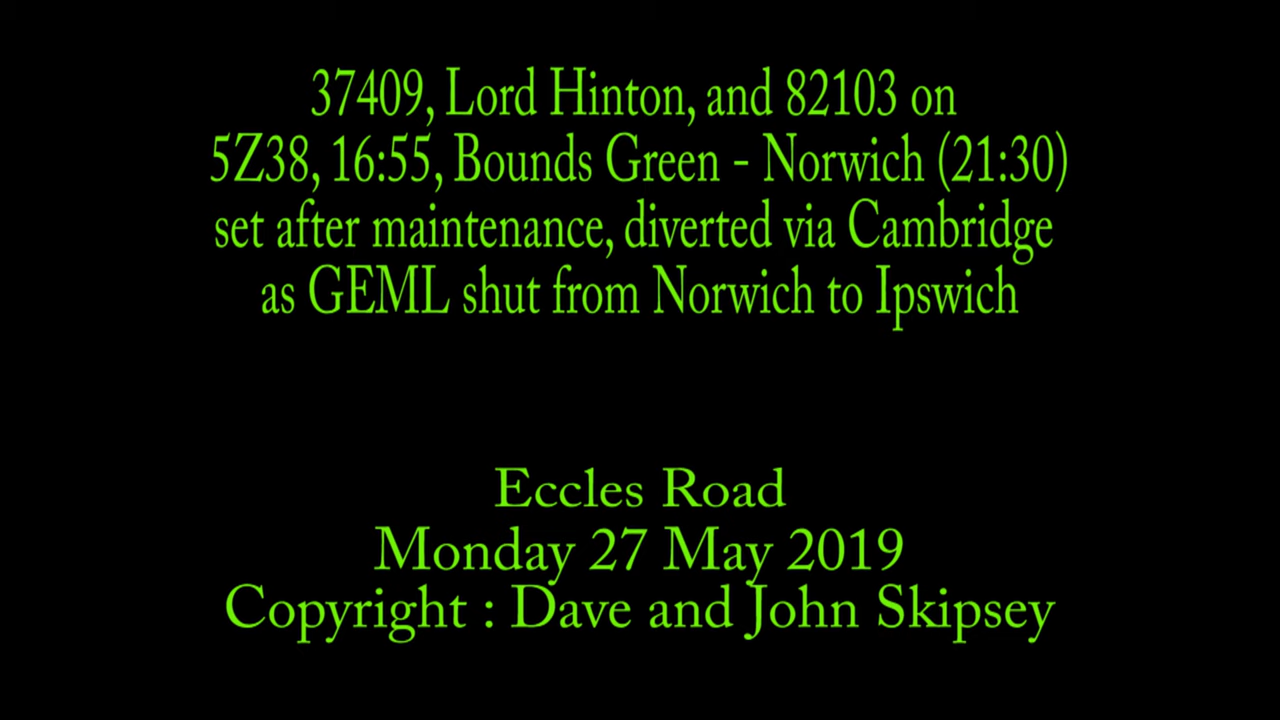 37409, Lord Hinton, and 82103 on
5Z38, 16:55, Bounds Green - Norwich (21:30)
set after maintenance, diverted via Cambridge
as GEML shut from Norwich to Ipswich
Eccles Road
Monday 27 May 2019
Copyright : Dave and John Skipsey